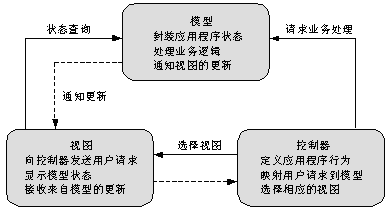 模型
封装应用程序状态
处理业务逻辑
通知视图的更新
状态查询
请求业务处理
通知更新
视图
向控制器发送用户请求
显示模型状态
接收来自模型的更新
选择视图
控制器
定义应用程序行为
映射用户请求到模型
选择相应的视图